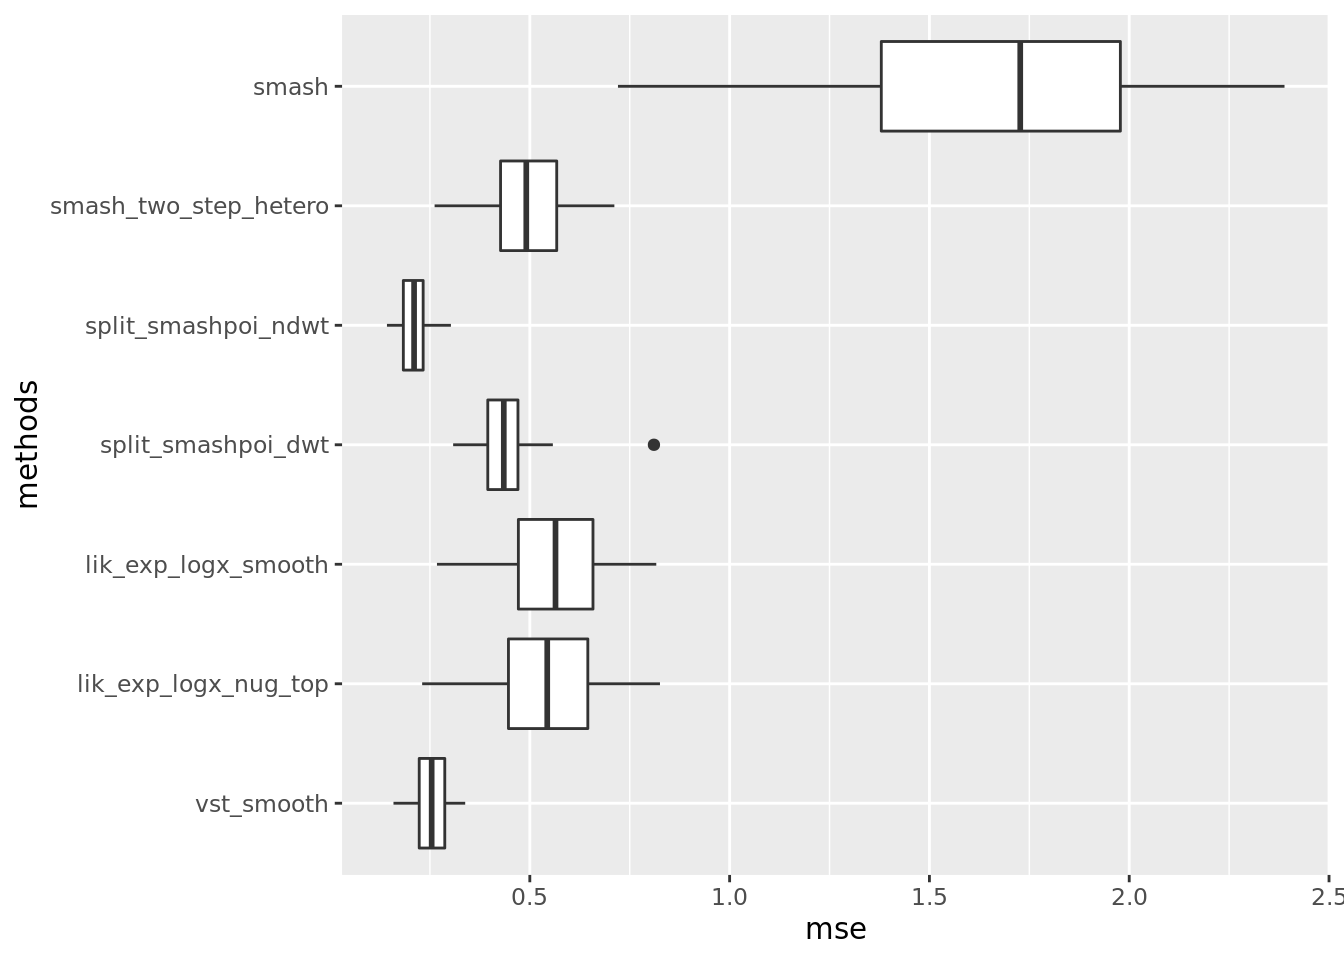 smash
smash_two_step_hetero
split_smashpoi_ndwt
split_smashpoi_dwt
lik_exp_logx_smooth
lik_exp_logx_nug_top
vst_smooth
methods
0.5 1.0 1.5 2.0 2.5
mse